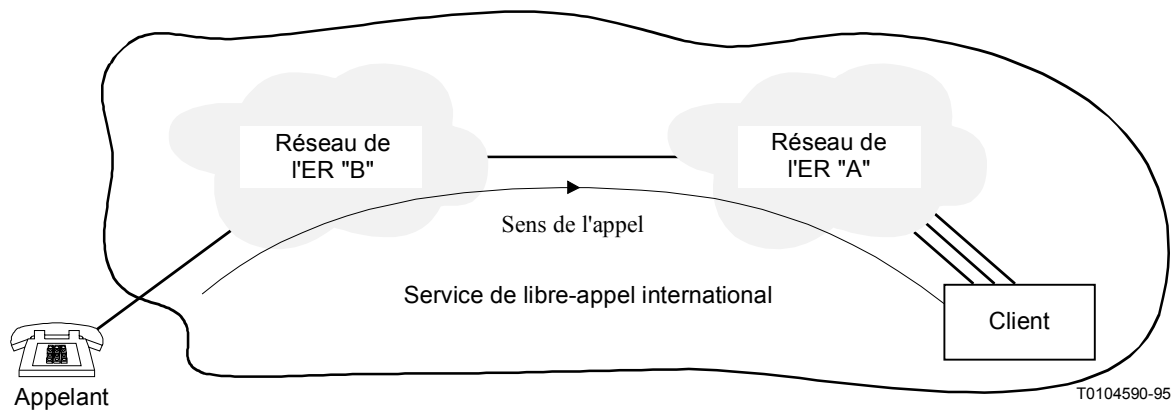 Réseau de
l'ER "B"
Réseau de
l'ER "A"
Sens de l'appel
Service de libre-appel international
Client
Appelant
T0104590-95